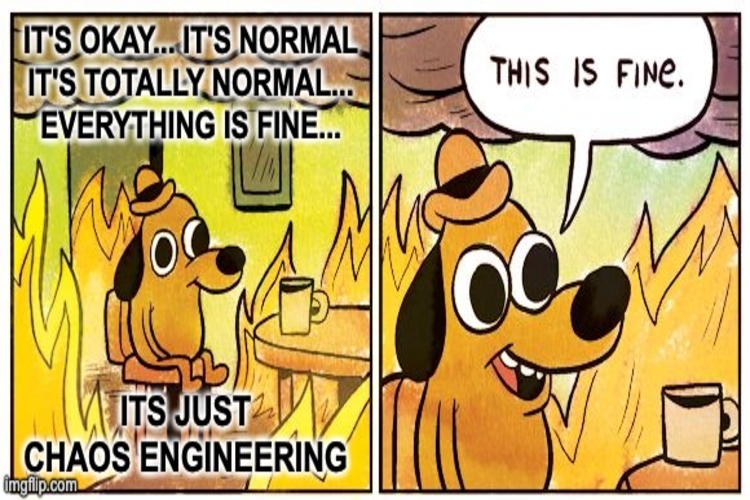 IT'S OKAY... IT'S NORMAL
IT'S TOTALLY NORMAL...
EVERYTHING IS FINE...
THIS IS FINE.
ITS JUST
CHAOS ENGINEERING
imgflip.com